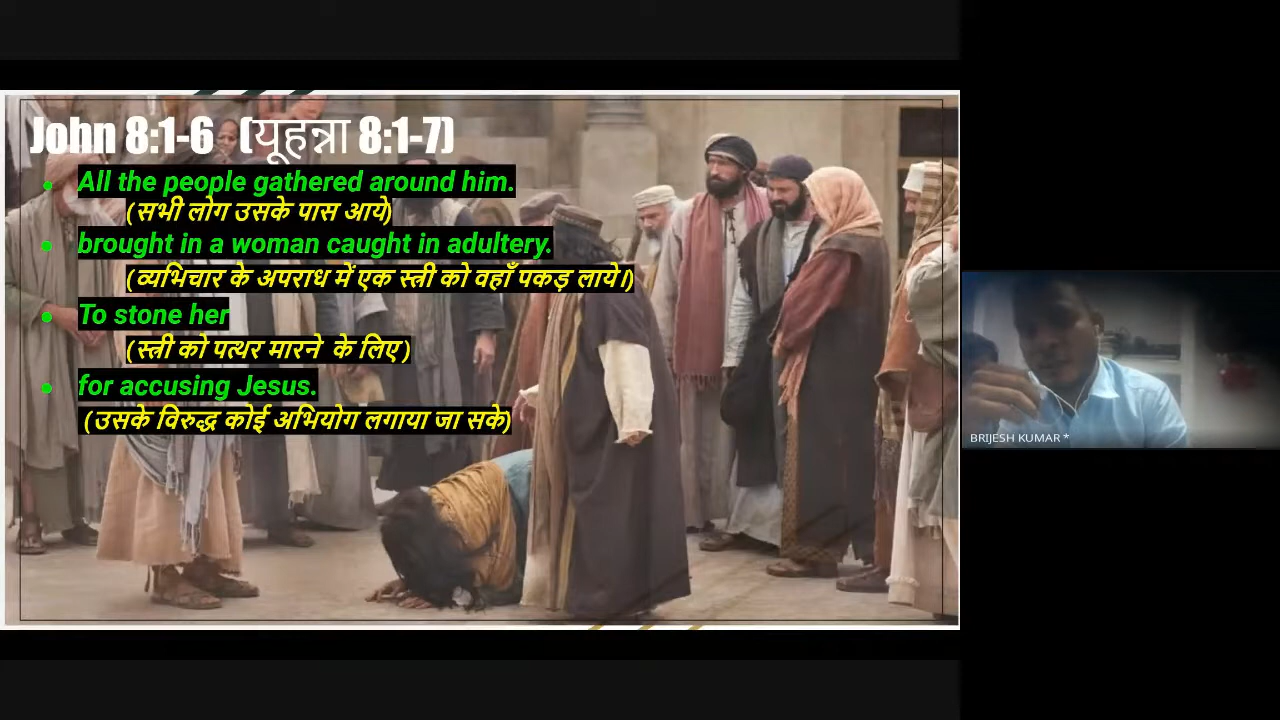 John 8:1-6 (यूहन्ना 8:1-7)
All the people gathered around him.
(सभी लोग उसके पास आये)
brought in a woman caught in adultery.
(व्यभिचार के अपराध में एक स्त्री को वहाँ पकड़ लाये।)
To stone her
(स्त्री को पत्थर मारने के लिए)
for accusing Jesus.
(उसके विरुद्ध कोई अभियोग लगाया जा सके)
BRIJESH KUMAR *